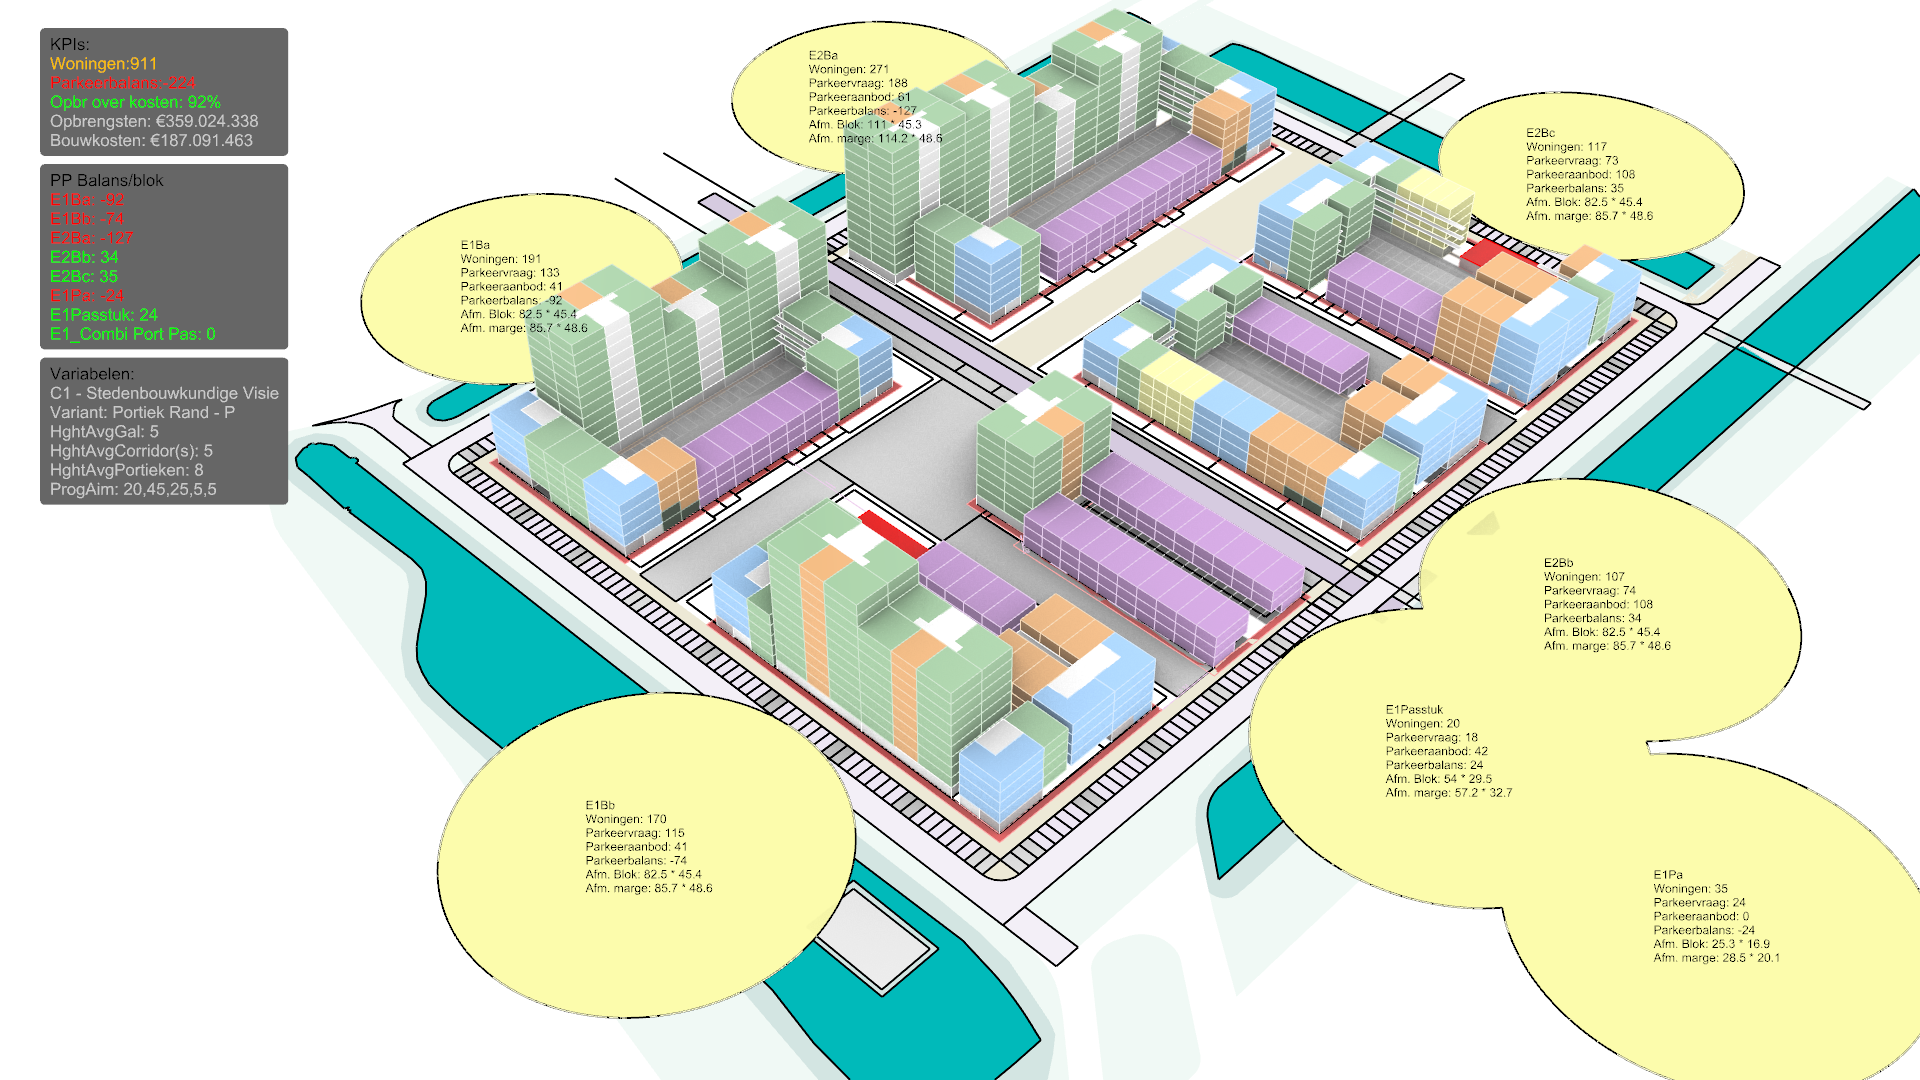 KPIs:
Woningen:911
Parkeerbalans:-224
Opbr over kosten: 92%
Opbrengsten: €359.024.338
Bouwkosten: €187.091.463
PP Balans/blok
E1Ba: -92
E1Bb: -74
E2Ba: -127
E2Bb: 34
E2Bc: 35
E1Pa: -24
E1Passtuk: 24
E1_Combi Port Pas: 0
Variabelen:
C1 - Stedenbouwkundige Visie
Variant: Portiek Rand - P
HghtAvgGal: 5
HghtAvgCorridor(s): 5
HghtAvgPortieken: 8
ProgAim: 20,45,25,5,5
E2Ba
Woningen: 271
Parkeervraag: 188
Parkeeraanbod: 61
Parkeerbalans: -127
Afm. Blok: 111 * 45.3
Afm. marge: 114.2 * 48.6
E2Bc
Woningen: 117
Parkeervraag: 73
Parkeeraanbod: 108
Parkeerbalans: 35
Afm. Blok: 82.5 * 45.4
Afm. marge: 85.7 * 48.6
E1Ba
Woningen: 191
Parkeervraag: 133
Parkeeraanbod: 41
Parkeerbalans: -92
Afm. Blok: 82.5 * 45.4
Afm. marge: 85.7 * 48.6
E2Bb
Woningen: 107
Parkeervraag: 74
Parkeeraanbod: 108
Parkeerbalans: 34
Afm. Blok: 82.5 * 45.4
Afm. marge: 85.7 * 48.6
E1Passtuk
Woningen: 20
Parkeervraag: 18
Parkeeraanbod: 42
Parkeerbalans: 24
Afm. Blok: 54 * 29.5
Afm. marge: 57.2 * 32.7
E1Bb
Woningen: 170
Parkeervraag: 115
Parkeeraanbod: 41
Parkeerbalans: -74
Afm. Blok: 82.5 * 45.4
Afm. marge: 85.7 * 48.6
E1Pa
Woningen: 35
Parkeervraag: 24
Parkeeraanbod: 0
Parkeerbalans: -24
Afm. Blok: 25.3 * 16.9
Afm. marge: 28.5 * 20.1